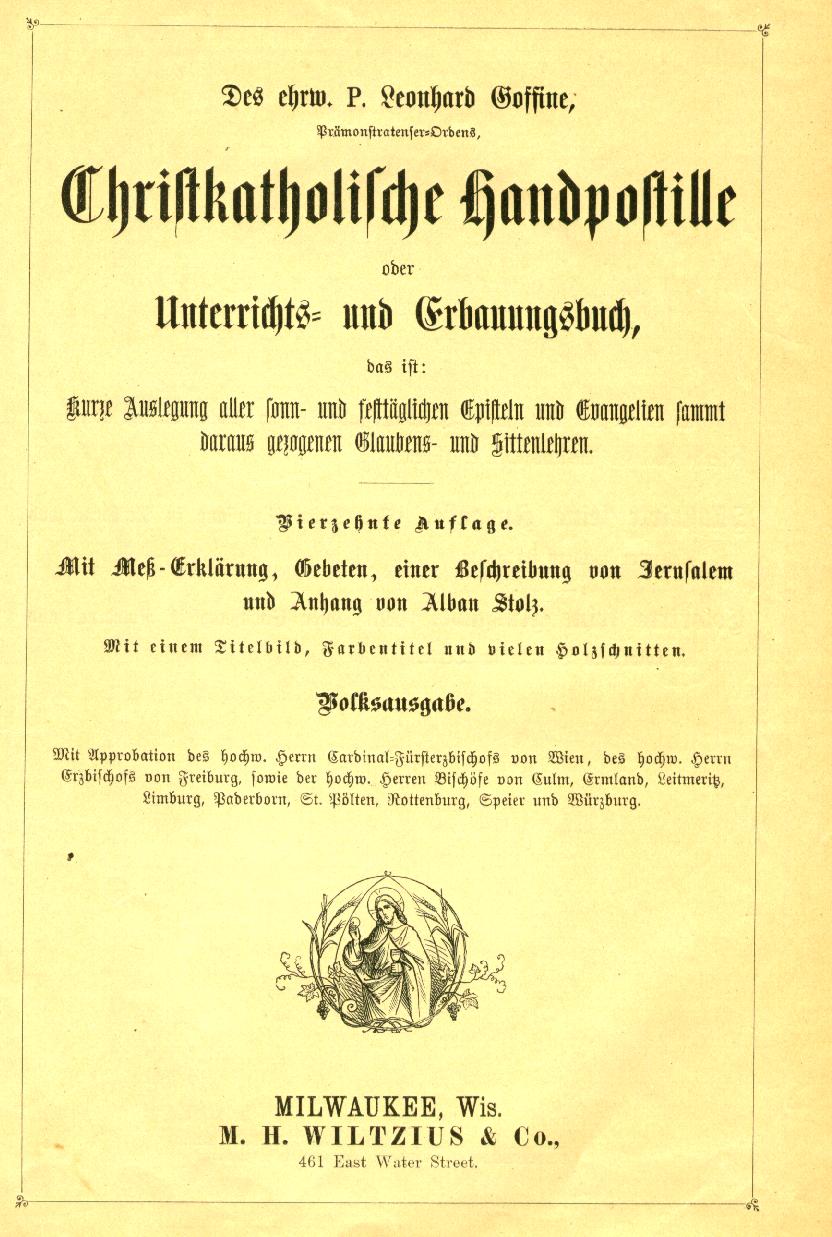 Des ehrw. P. Leonhard Goffine,
Prämonstratenser-Ordens,
Christkatholische Handpostille
oder
Unterrichts- und Erbauungsbuch,
das ist:
Kurze Auslegung aller sonn- und festtäglichen Episteln und Evangelien sammt
daraus gezogenen Glaubens- und Sittenlehren.
Vierzehnte Auflage.
Mit Meß-Erklärung, Gebeten, einer Beschreibung von Jerusalem
und Anhang von Alban Stolz.
Mit einem Titelbild, Farbentitel und vielen Holzschnitten.
Volksausgabe.
Mit Approbation des hochw. Herrn Cardinal-Fürsterzbischofs von Wien, des hochw. Herrn
Erzbischofs von Freiburg, sowie der hochw. Herren Bischöfe von Culm, Ermland, Leitmeritz,
Limburg, Paderborn, St. Pölten, Rottenburg, Speier und Würzburg.
MILWAUKEE, Wis.
M. H. WILTZIUS & Co.,
461 East Water Street.